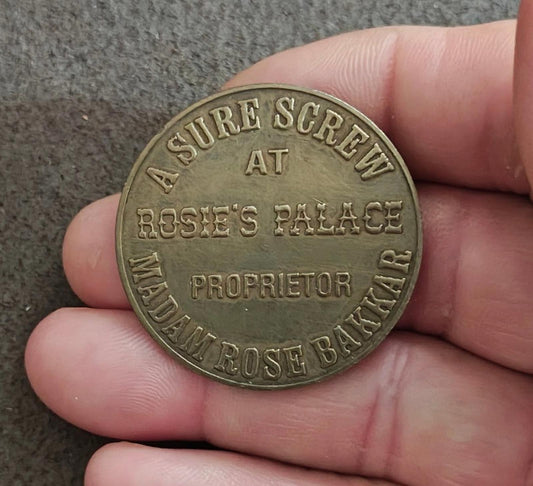 A SURE SCREW
AT
ROSIE'S PALACE
PROPRIETOR
MADAM ROSE BAKKAR